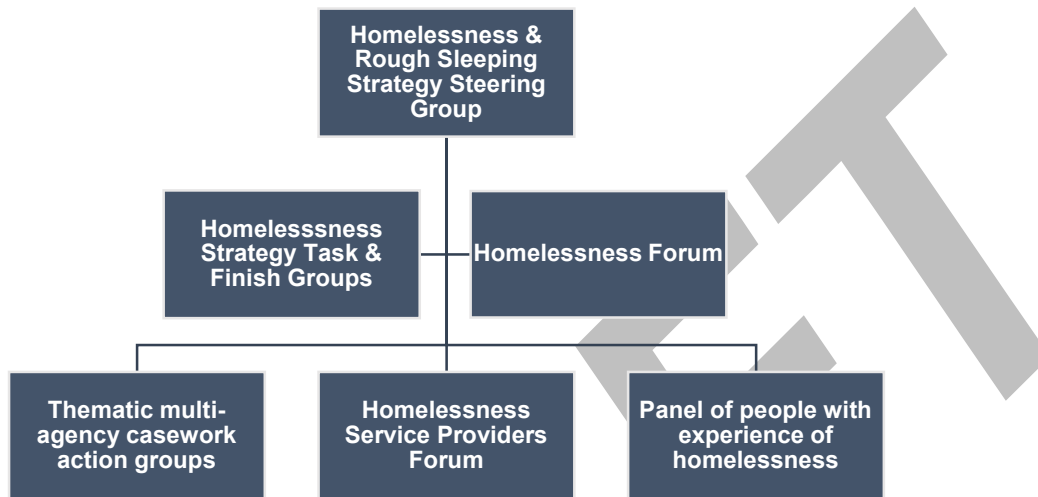 Homelessness &
Rough Sleeping
Strategy Steering
Group
Homelesssness
Strategy Task &
Finish Groups
Homelessness Forum
Thematic multi-
agency casework
action groups
Homelessness
Service Providers
Forum
Panel of people with
experience of
homelessness